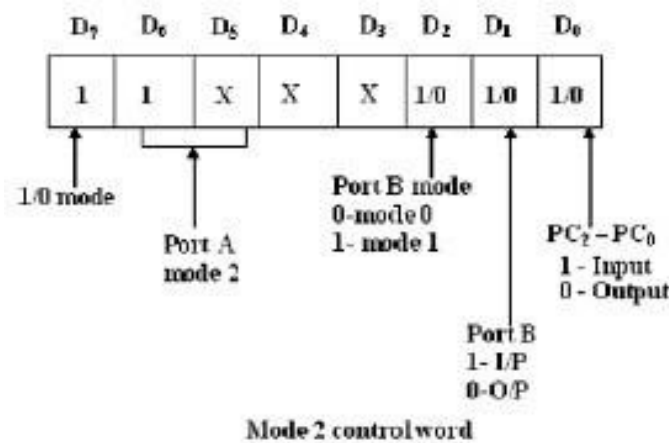 D₇ D₆ D₅ D₄ D₃ D₂ D₁ D₀
1 1 X X X 1/0 1/0 1/0
1/0 mode
Port A
mode 2
Port B mode
0-mode 0
1- mode 1
PC₂ – PC₀
1 - Input
0 - Output
Port B
1- I/P
0-O/P
Mode 2 control word